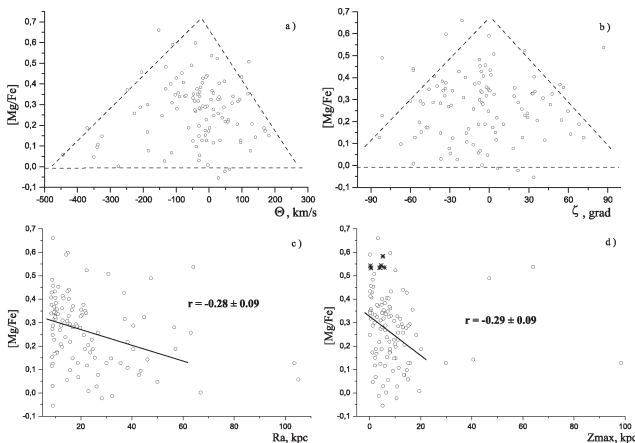 a )
[Mg/Fe]
0,7
0,6
0,5
0,4
0,3
0,2
0,1
0,0
-0,1
-500 -400 -300 -200 -100 0 100 200 300
Θ , km/s
b )
[Mg/Fe]
0,7
0,6
0,5
0,4
0,3
0,2
0,1
0,0
-0,1
-90 -60 -30 0 30 60 90
ζ , grad
c )
[Mg/Fe]
0,7
0,6
0,5
0,4
0,3
0,2
0,1
0,0
-0,1
r = -0.28 ± 0.09
0 20 40 60 80 100
Ra, kpc
d )
[Mg/Fe]
0,7
0,6
0,5
0,4
0,3
0,2
0,1
0,0
-0,1
r = -0.29 ± 0.09
0 20 40 60 80 100
Zmax, kpc